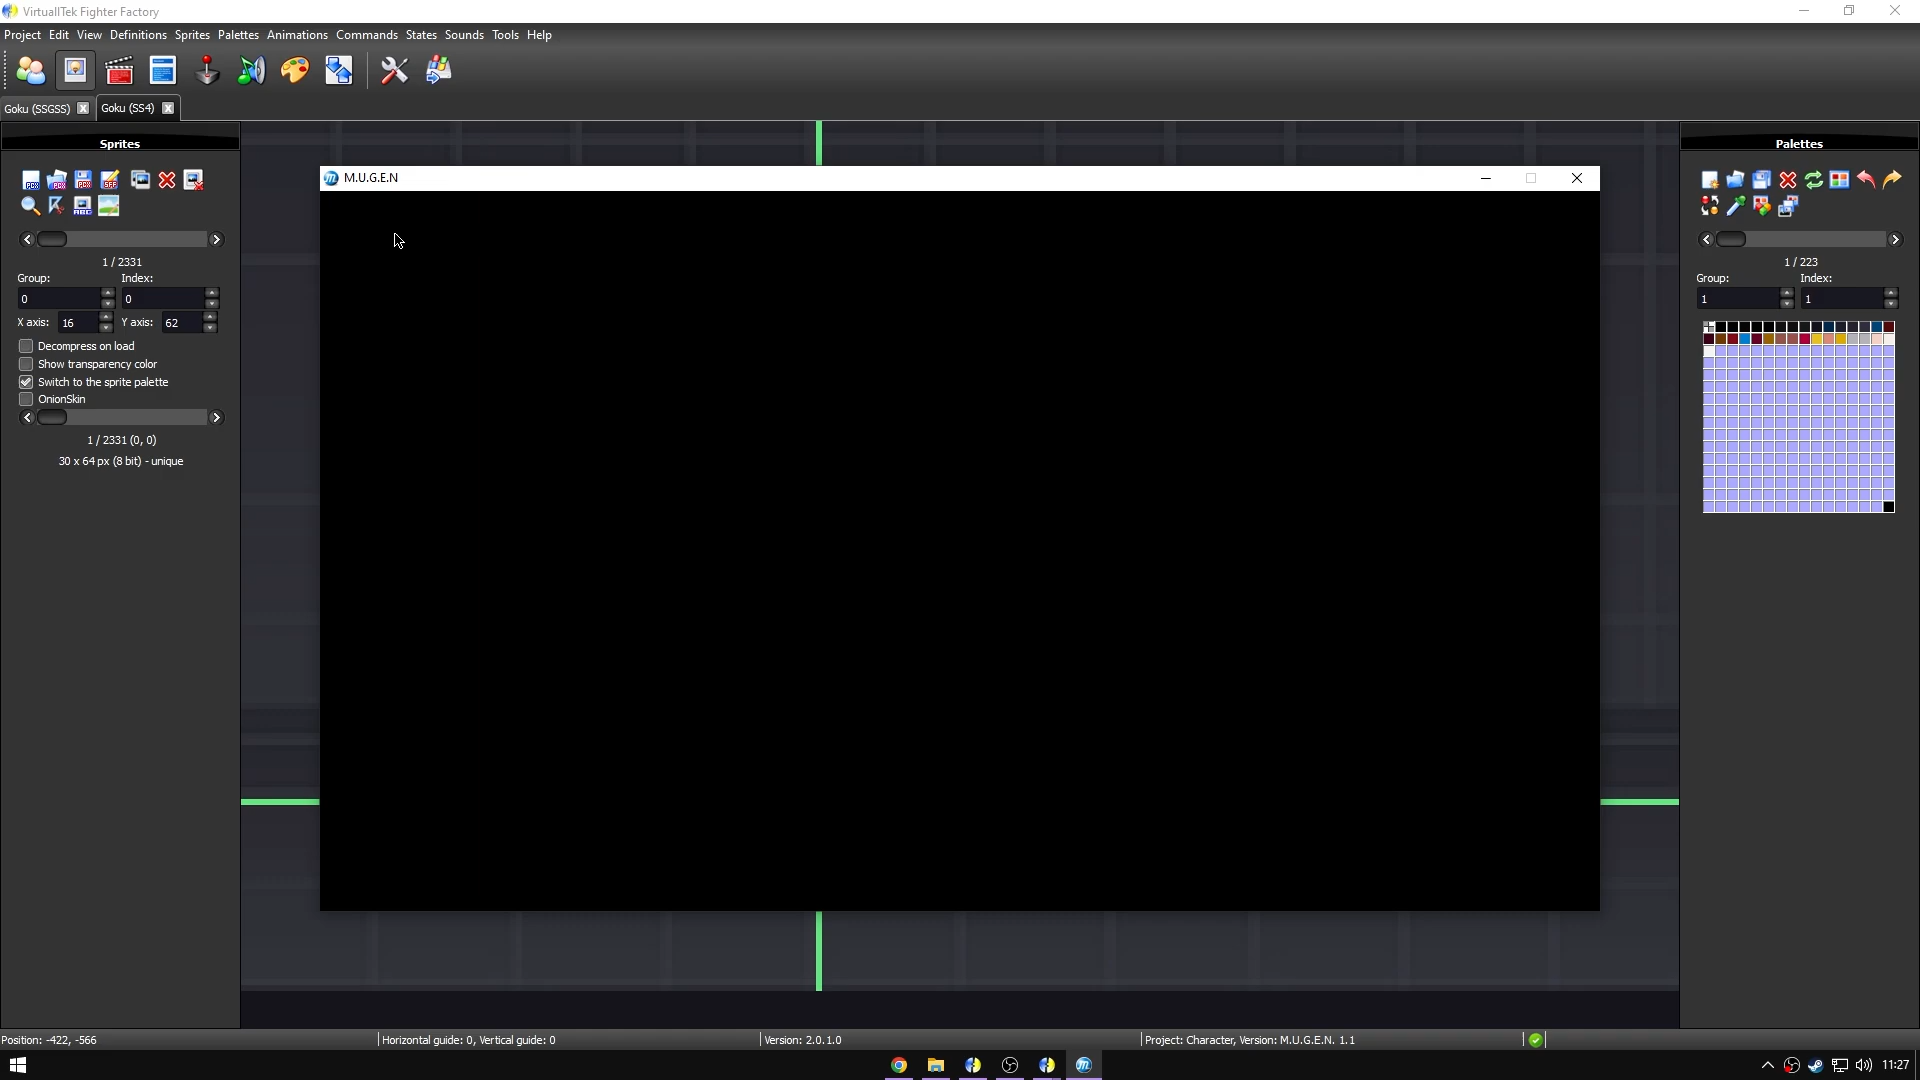 VirtuallTek Fighter Factory
Project Edit View Definitions Sprites Palettes Animations Commands States Sounds Tools Help
Goku (SSGSS) Goku (SS4)
Sprites
1 / 2331
Group: Index:
0 0
X axis: 16 Y axis: 62
Decompress on load
Show transparency color
Switch to the sprite palette
OnionSkin
1 / 2331 (0, 0)
30 x 64 px (8 bit) - unique
M.U.G.E.N
Palettes
1 / 223
Group: Index:
1 1
Position: -422, -566 Horizontal guide: 0, Vertical guide: 0 Version: 2.0.1.0 Project: Character, Version: M.U.G.E.N. 1.1
11:27